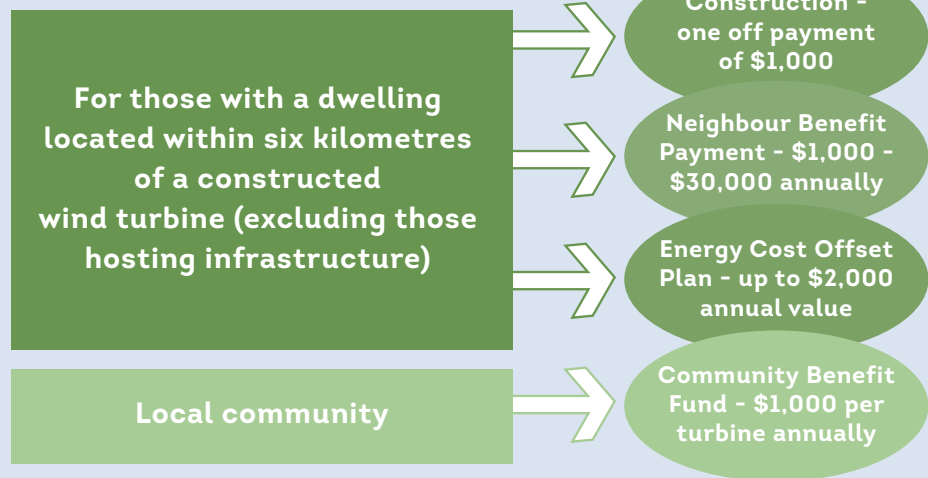 For those with a dwelling
located within six kilometres
of a constructed
wind turbine (excluding those
hosting infrastructure)
Construction -
one off payment
of $1,000
Neighbour Benefit
Payment - $1,000 -
$30,000 annually
Energy Cost Offset
Plan - up to $2,000
annual value
Local community
Community Benefit
Fund - $1,000 per
turbine annually